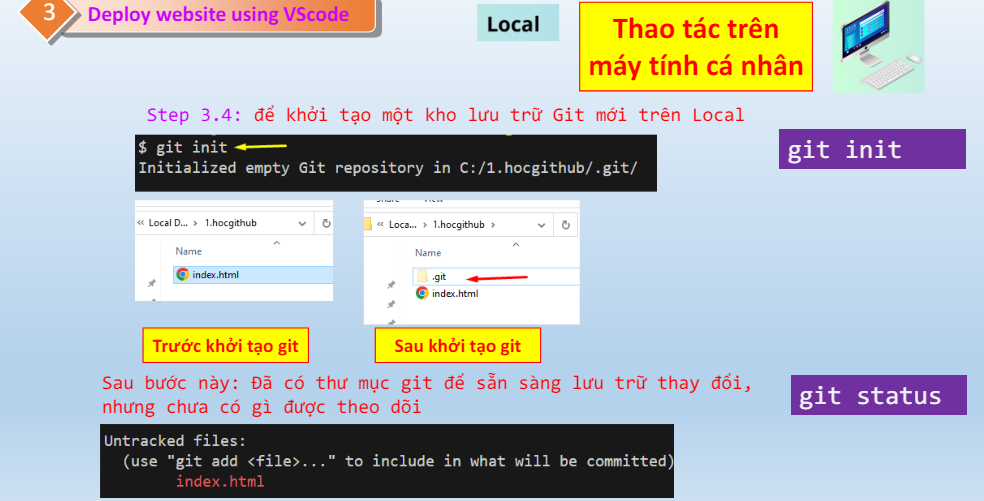 3
Deploy website using VScode
Local
Thao tác trên
máy tính cá nhân
Step 3.4: để khởi tạo một kho lưu trữ Git mới trên Local
$ git init
Initialized empty Git repository in C:/1.hocgithub/.git/
git init
« Local D... › 1.hocgithub
Name
index.html
Share View
« Loca... › 1.hocgithub ›
Name
.git
index.html
Trước khởi tạo git
Sau khởi tạo git
Sau bước này: Đã có thư mục git để sẵn sàng lưu trữ thay đổi,
nhưng chưa có gì được theo dõi
git status
Untracked files:
(use "git add <file>..." to include in what will be committed)
index.html